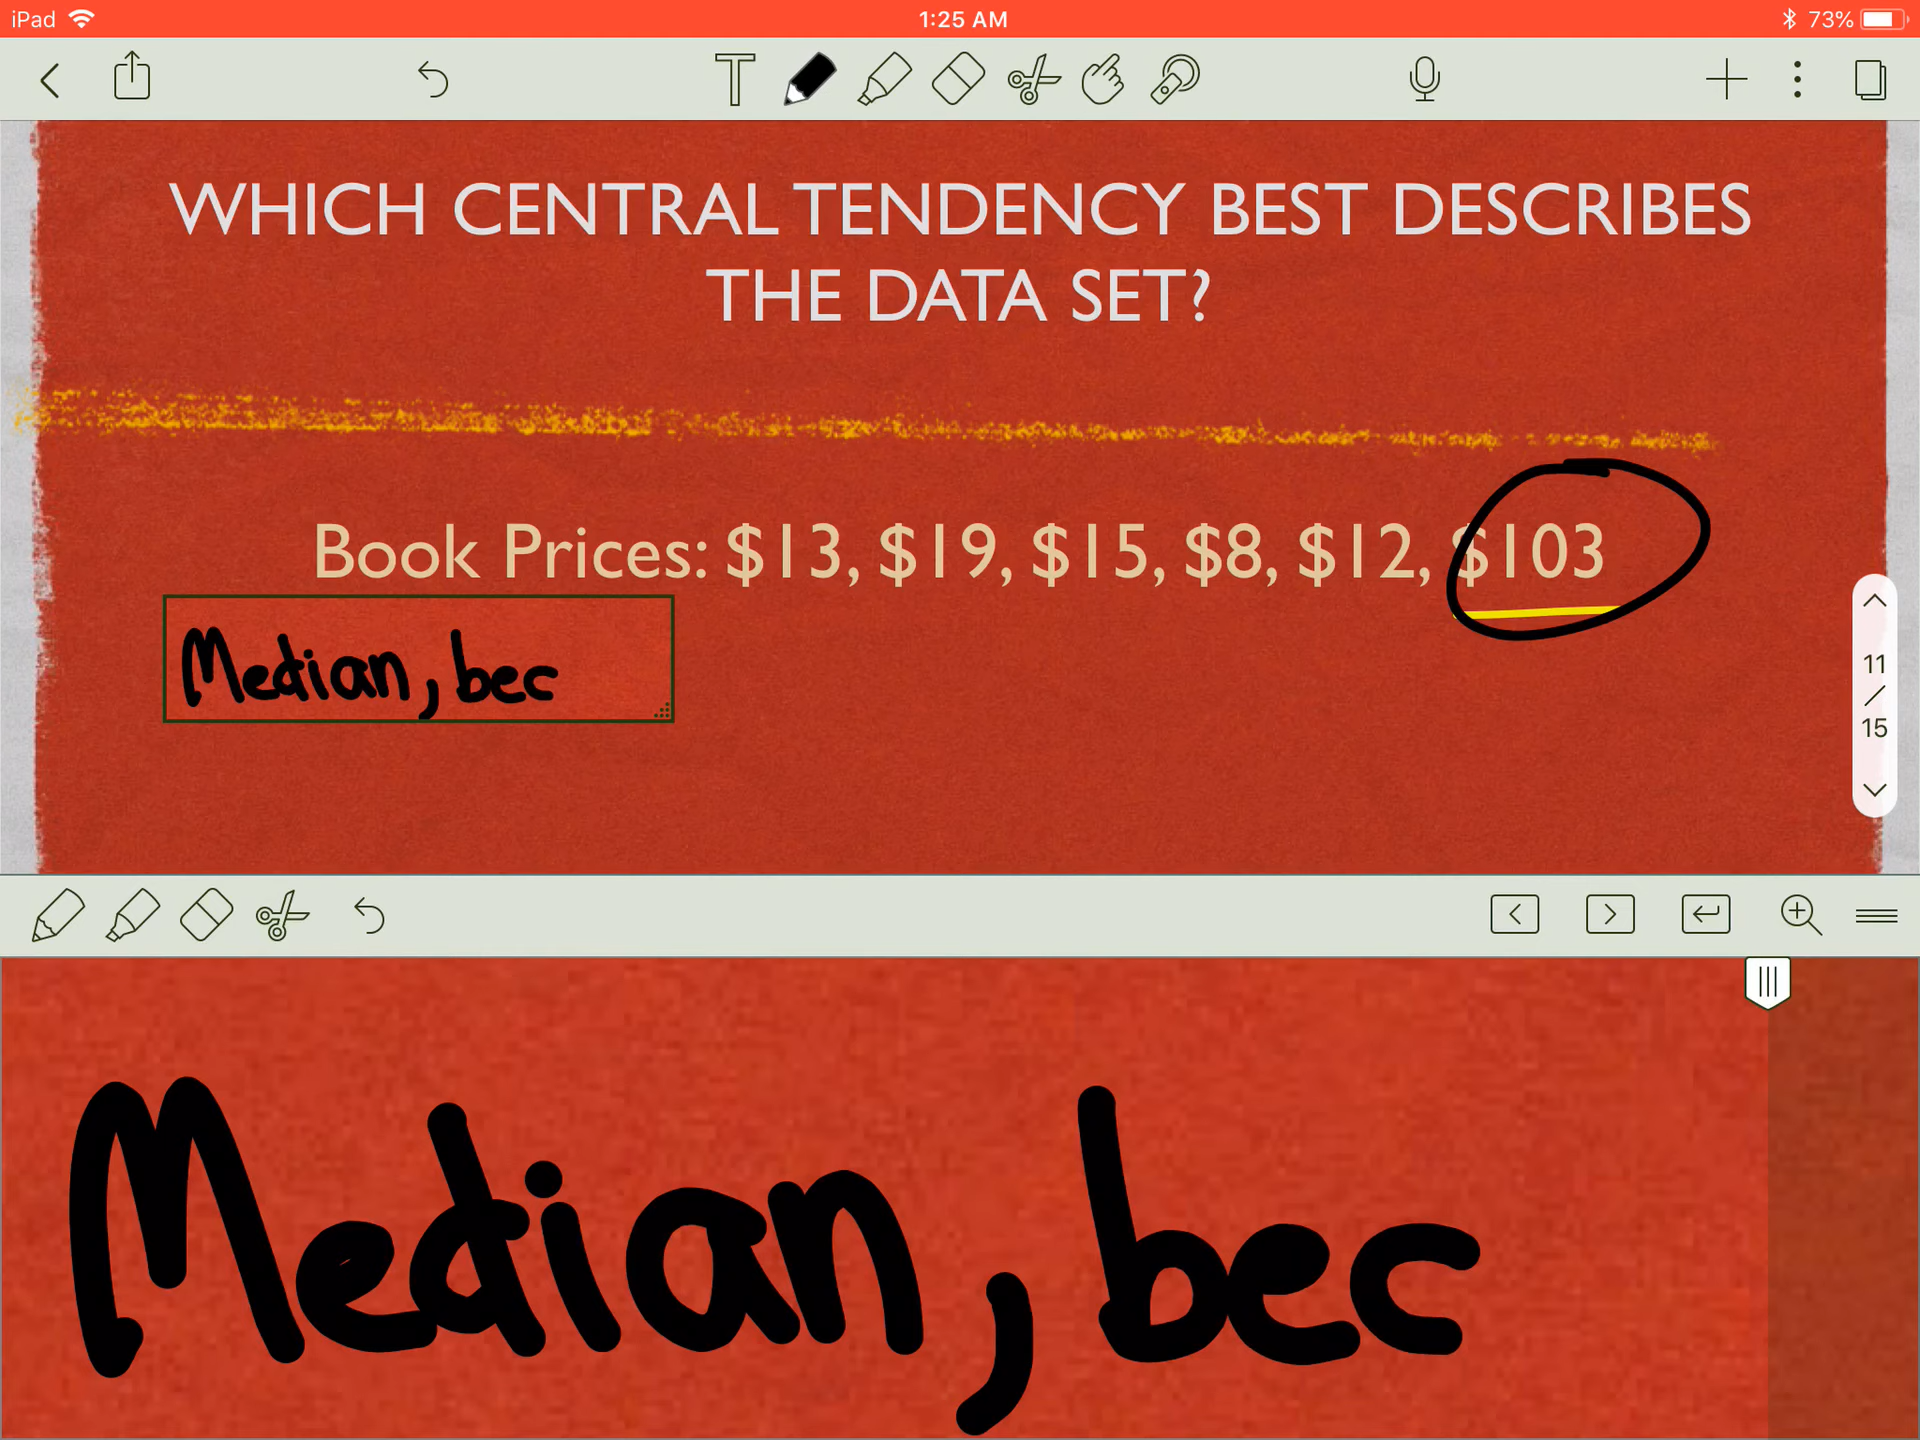 iPad 1:25 AM 73%
WHICH CENTRAL TENDENCY BEST DESCRIBES
THE DATA SET?
Book Prices: $13, $19, $15, $8, $12, $103
Median, bec
11
/
15
Median, bec